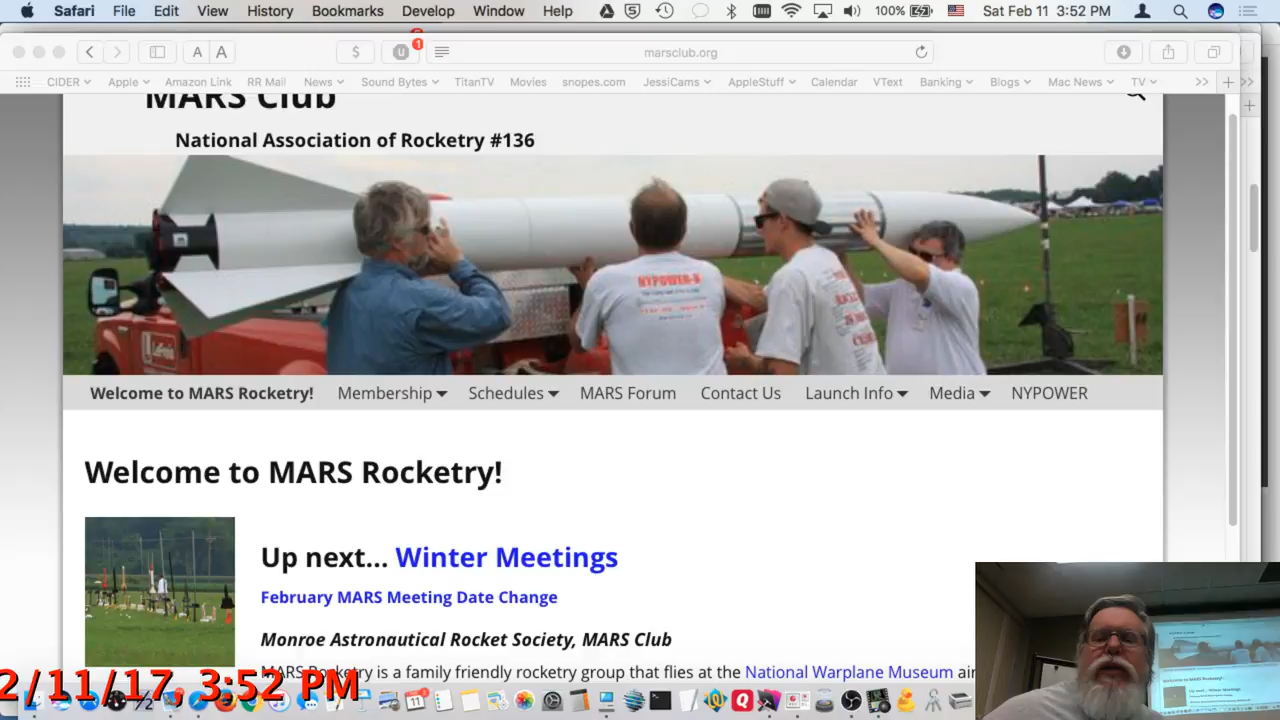 Safari File Edit View History Bookmarks Develop Window Help 5 100% Sat Feb 11 3:52 PM
A A $ u 1 marsclub.org
CIDER Apple Amazon Link RR Mail News Sound Bytes TitanTV Movies snopes.com JessiCams AppleStuff Calendar VText Banking Blogs Mac News TV >> + >>
MARS Club
National Association of Rocketry #136
NYPOWER
Welcome to MARS Rocketry! Membership Schedules MARS Forum Contact Us Launch Info Media NYPOWER
Welcome to MARS Rocketry!
Up next... Winter Meetings
February MARS Meeting Date Change
Monroe Astronautical Rocket Society, MARS Club
MARS Rocketry is a family friendly rocketry group that flies at the National Warplane Museum
2/11/17, 3:52 PM
11